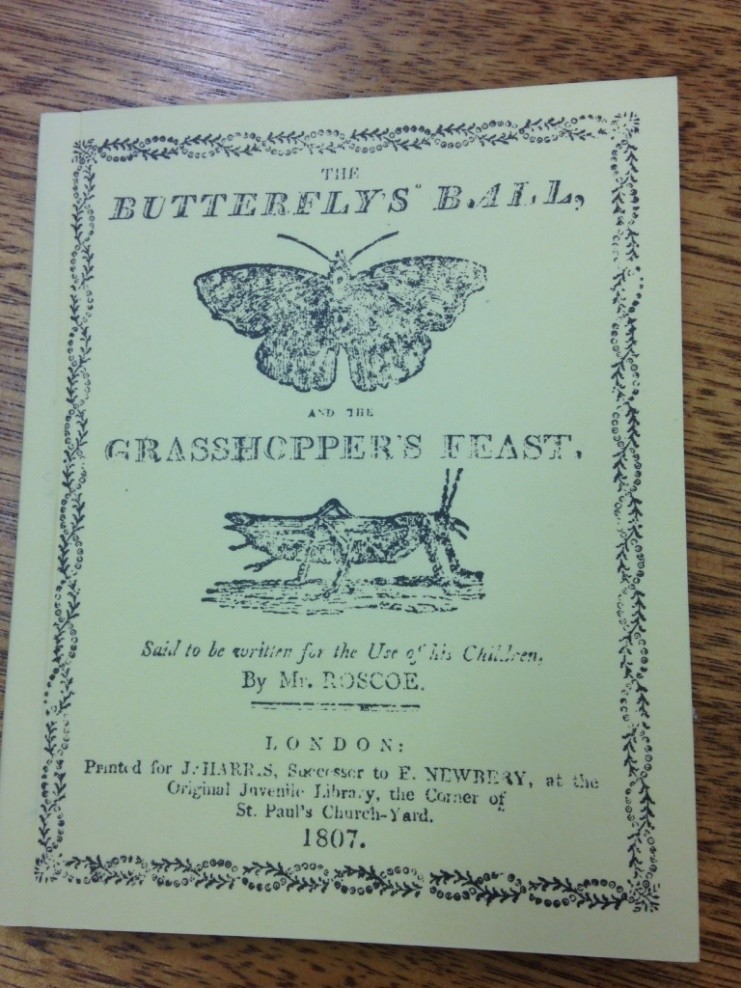 THE
BUTTERFLY'S BALL,
AND THE
GRASSHOPPER'S FEAST.
Said to be written for the Use of his Children,
By Mr. ROSCOE.
LONDON:
Printed for J. HARRIS, Successor to E. NEWBERY, at the
Original Juvenile Library, the Corner of
St. Paul's Church-Yard.
1807.